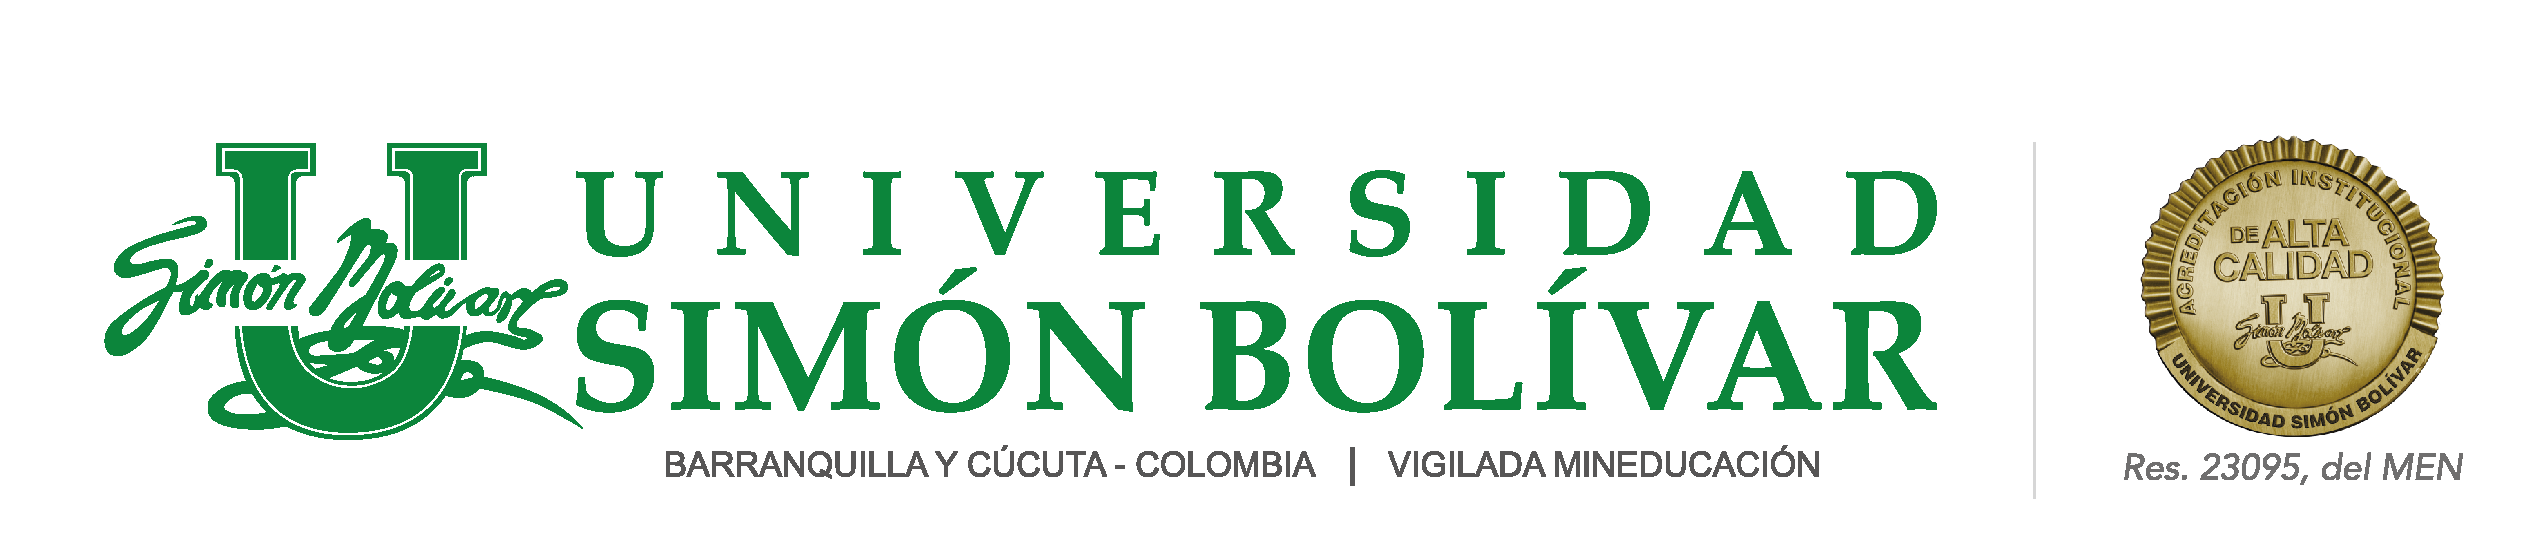 Simón Bolívar
UNIVERSIDAD
SIMÓN BOLÍVAR
BARRANQUILLA Y CÚCUTA - COLOMBIA | VIGILADA MINEDUCACIÓN
ACREDITACIÓN INSTITUCIONAL
DE ALTA
CALIDAD
Simón Bolívar
UNIVERSIDAD SIMÓN BOLÍVAR
Res. 23095, del MEN